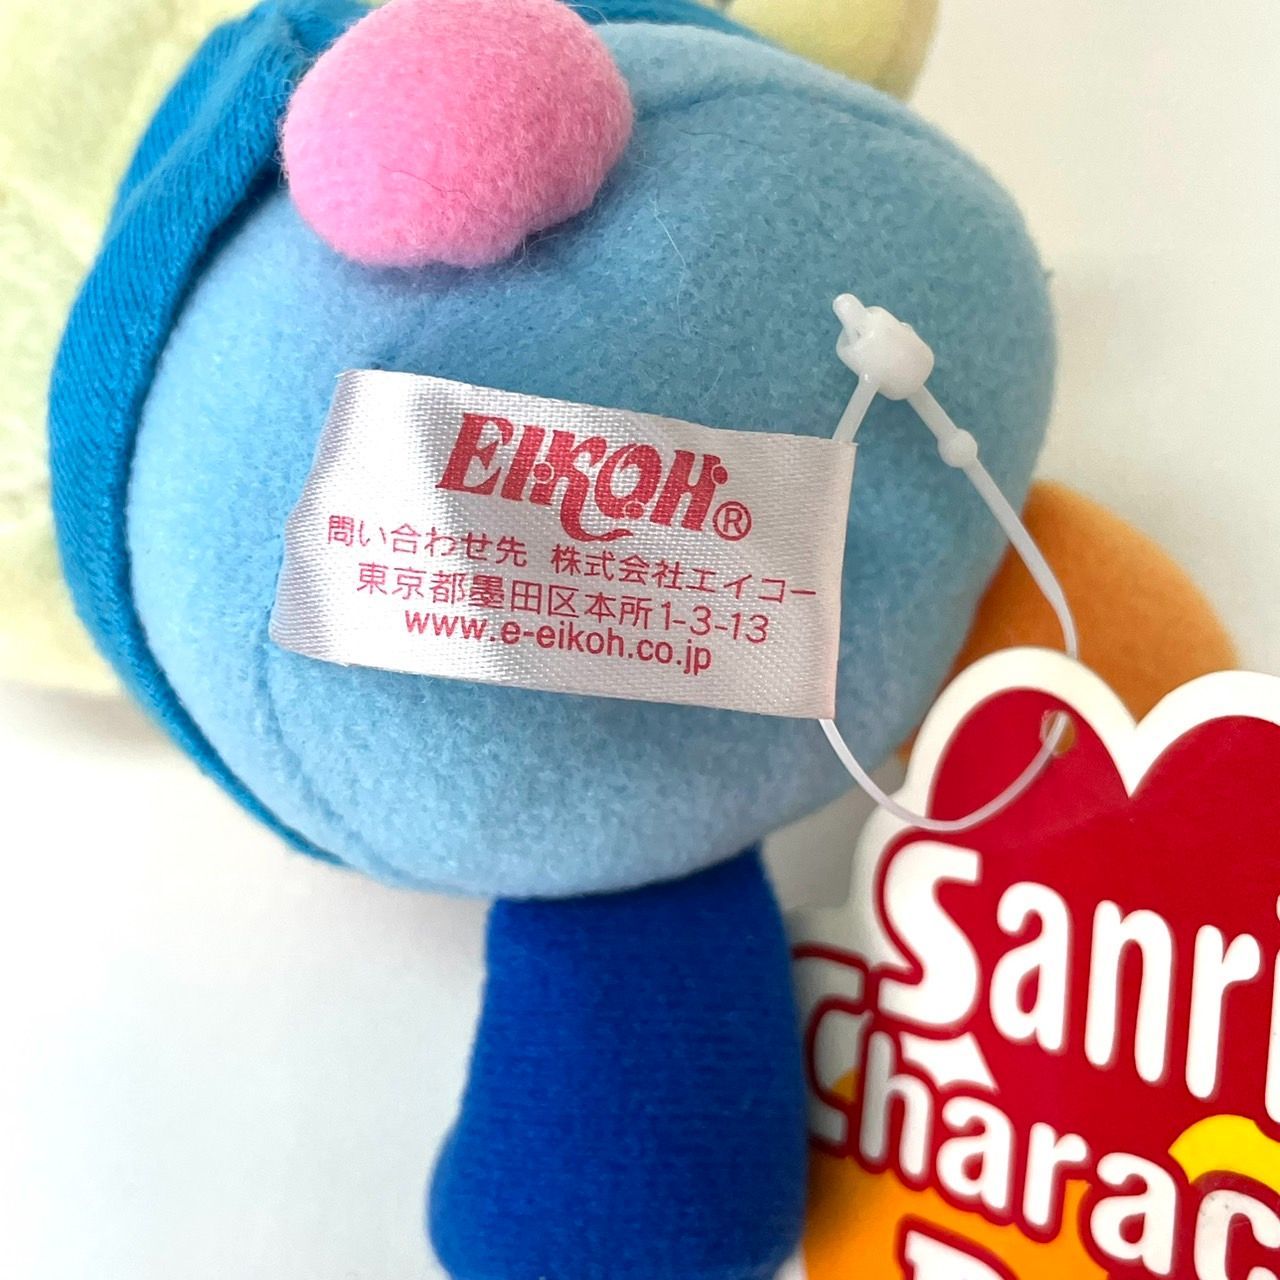 EIKOH®
問い合わせ先 株式会社エイコー
東京都墨田区本所1-3-13
www.e-eikoh.co.jp
Sanri
Charac